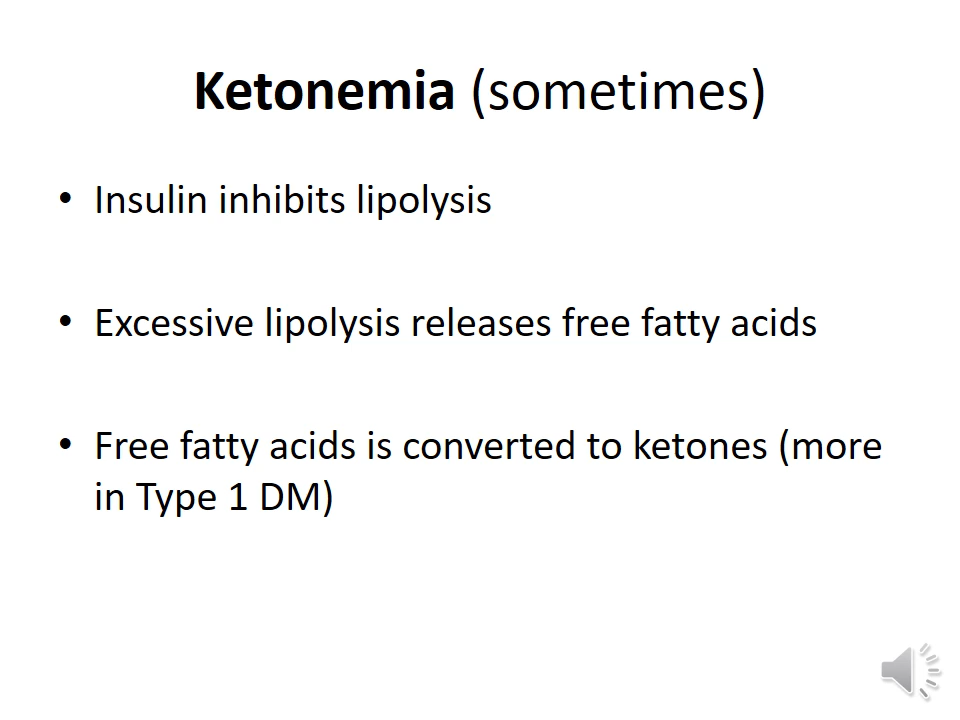 Ketonemia (sometimes)
• Insulin inhibits lipolysis
• Excessive lipolysis releases free fatty acids
• Free fatty acids is converted to ketones (more
in Type 1 DM)